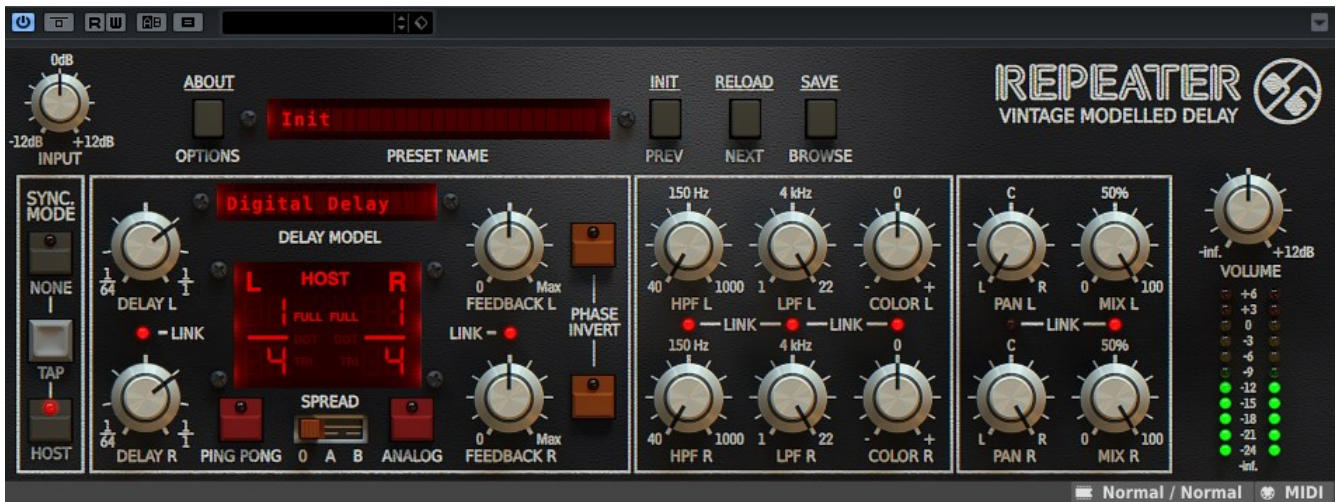 R W AB
0dB
-12dB +12dB
INPUT
ABOUT
OPTIONS
Init
PRESET NAME
INIT RELOAD SAVE
PREV NEXT BROWSE
REPEATER
VINTAGE MODELLED DELAY
SYNC.
MODE
NONE
TAP
HOST
1/64 1/1
DELAY L
LINK
1/64 1/1
DELAY R
Digital Delay
DELAY MODEL
L HOST R
1 FULL FULL 1
DOT DOT
4 TRI TRI 4
SPREAD
PING PONG 0 A B ANALOG
0 Max
FEEDBACK L
LINK
0 Max
FEEDBACK R
PHASE
INVERT
150 Hz 4 kHz 0
40 1000 1 22 - +
HPF L LPF L COLOR L
LINK LINK
150 Hz 4 kHz 0
40 1000 1 22 - +
HPF R LPF R COLOR R
C 50%
L R 0 100
PAN L MIX L
LINK
C 50%
L R 0 100
PAN R MIX R
-inf. +12dB
VOLUME
+6
+3
0
-3
-6
-9
-12
-15
-18
-21
-24
-inf.
Normal / Normal MIDI